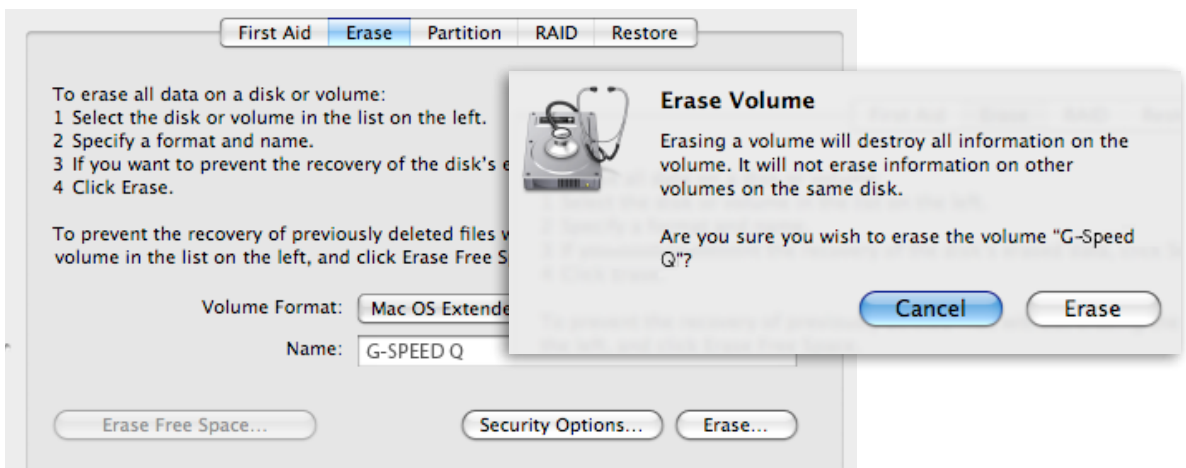 First Aid Erase Partition RAID Restore
To erase all data on a disk or volume:
1 Select the disk or volume in the list on the left.
2 Specify a format and name.
3 If you want to prevent the recovery of the disk's
4 Click Erase.
To prevent the recovery of previously deleted files
volume in the list on the left, and click Erase Free
Volume Format: Mac OS
Name: G-SPEED Q
Erase Free Space... Security Options... Erase...
Erase Volume
Erasing a volume will destroy all information on the
volume. It will not erase information on other
volumes on the same disk.
Are you sure you wish to erase the volume “G-Speed
Q”?
Cancel Erase